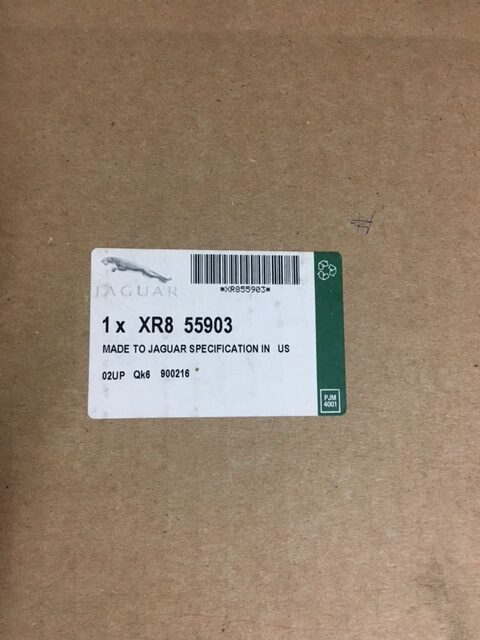 JAGUAR
*XR855903*
1 x XR8 55903
MADE TO JAGUAR SPECIFICATION IN US
02UP Qk6 900216
PJM
4001